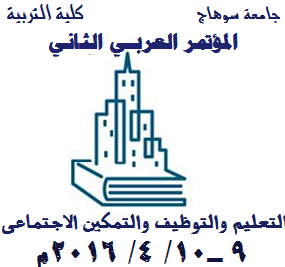 جامعة سوهاج كلية التربية
المؤتمر العربي الثاني
التعليم والتوظيف والتمكين الاجتماعى
٩ _ ١٠ / ٤ / ٢٠١٦م